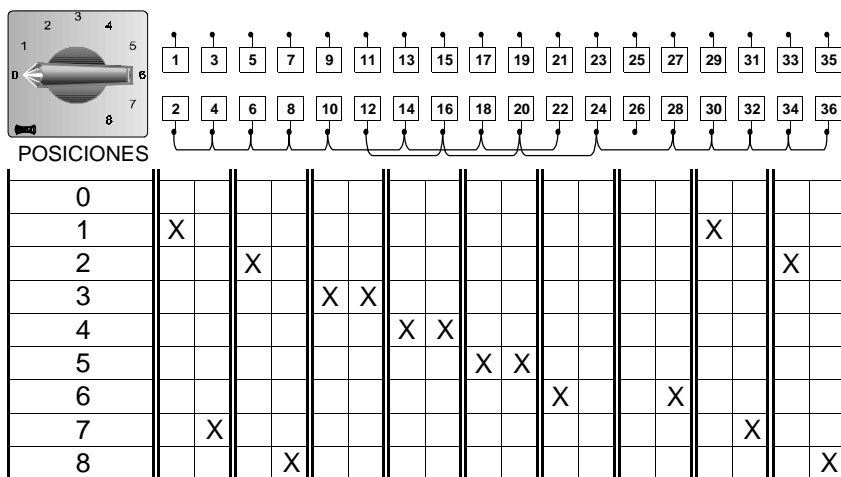 3
2 4
1 5
0 6
7
8
1 3 5 7 9 11 13 15 17 19 21 23 25 27 29 31 33 35
2 4 6 8 10 12 14 16 18 20 22 24 26 28 30 32 34 36
POSICIONES
0
1 X X
2 X X
3 X X
4 X X
5 X X
6 X X
7 X X
8 X X